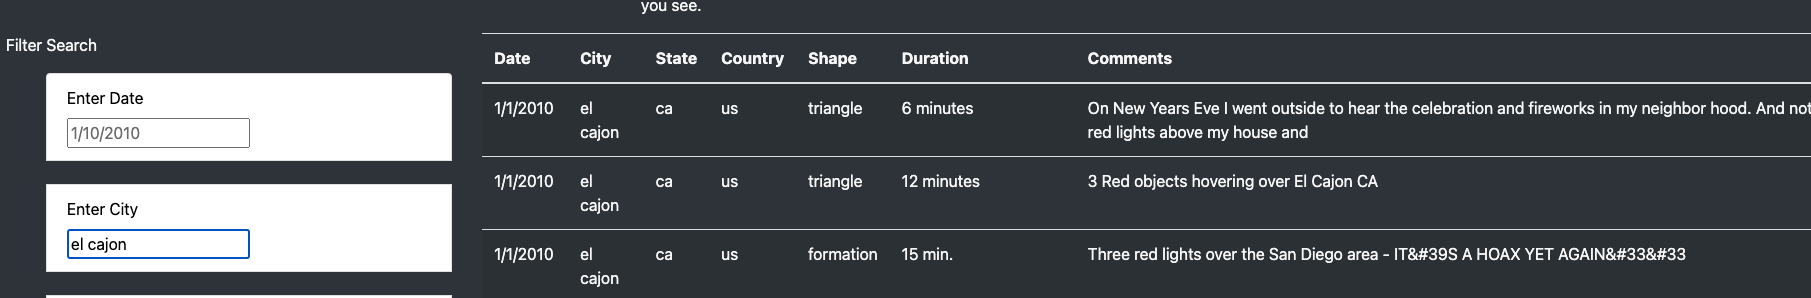 you see.
Filter Search
Enter Date
1/10/2010
Enter City
el cajon
Date City State Country Shape Duration Comments
1/1/2010 el cajon ca us triangle 6 minutes On New Years Eve I went outside to hear the celebration and fireworks in my neighbor hood. And not
red lights above my house and
1/1/2010 el cajon ca us triangle 12 minutes 3 Red objects hovering over El Cajon CA
1/1/2010 el cajon ca us formation 15 min. Three red lights over the San Diego area - IT&#39S A HOAX YET AGAIN&#33&#33